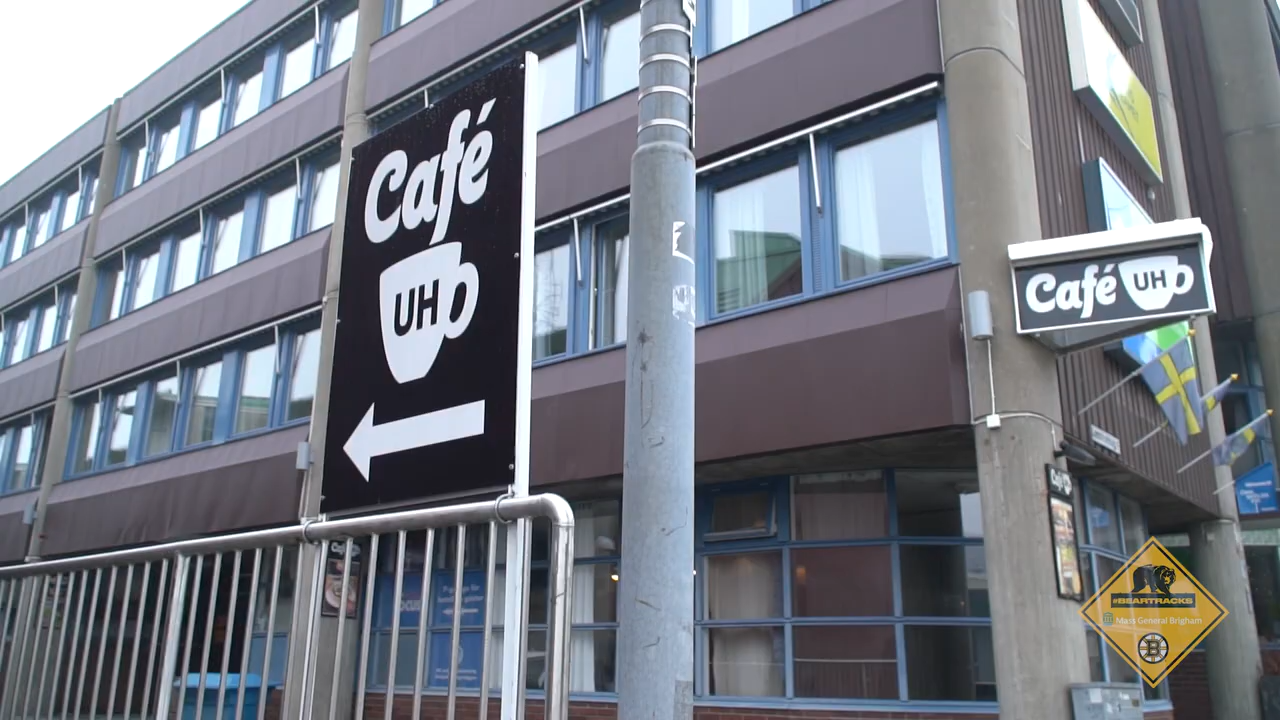 Café
UH
Café UH
#BEARTRACKS
Mass General Brigham
B